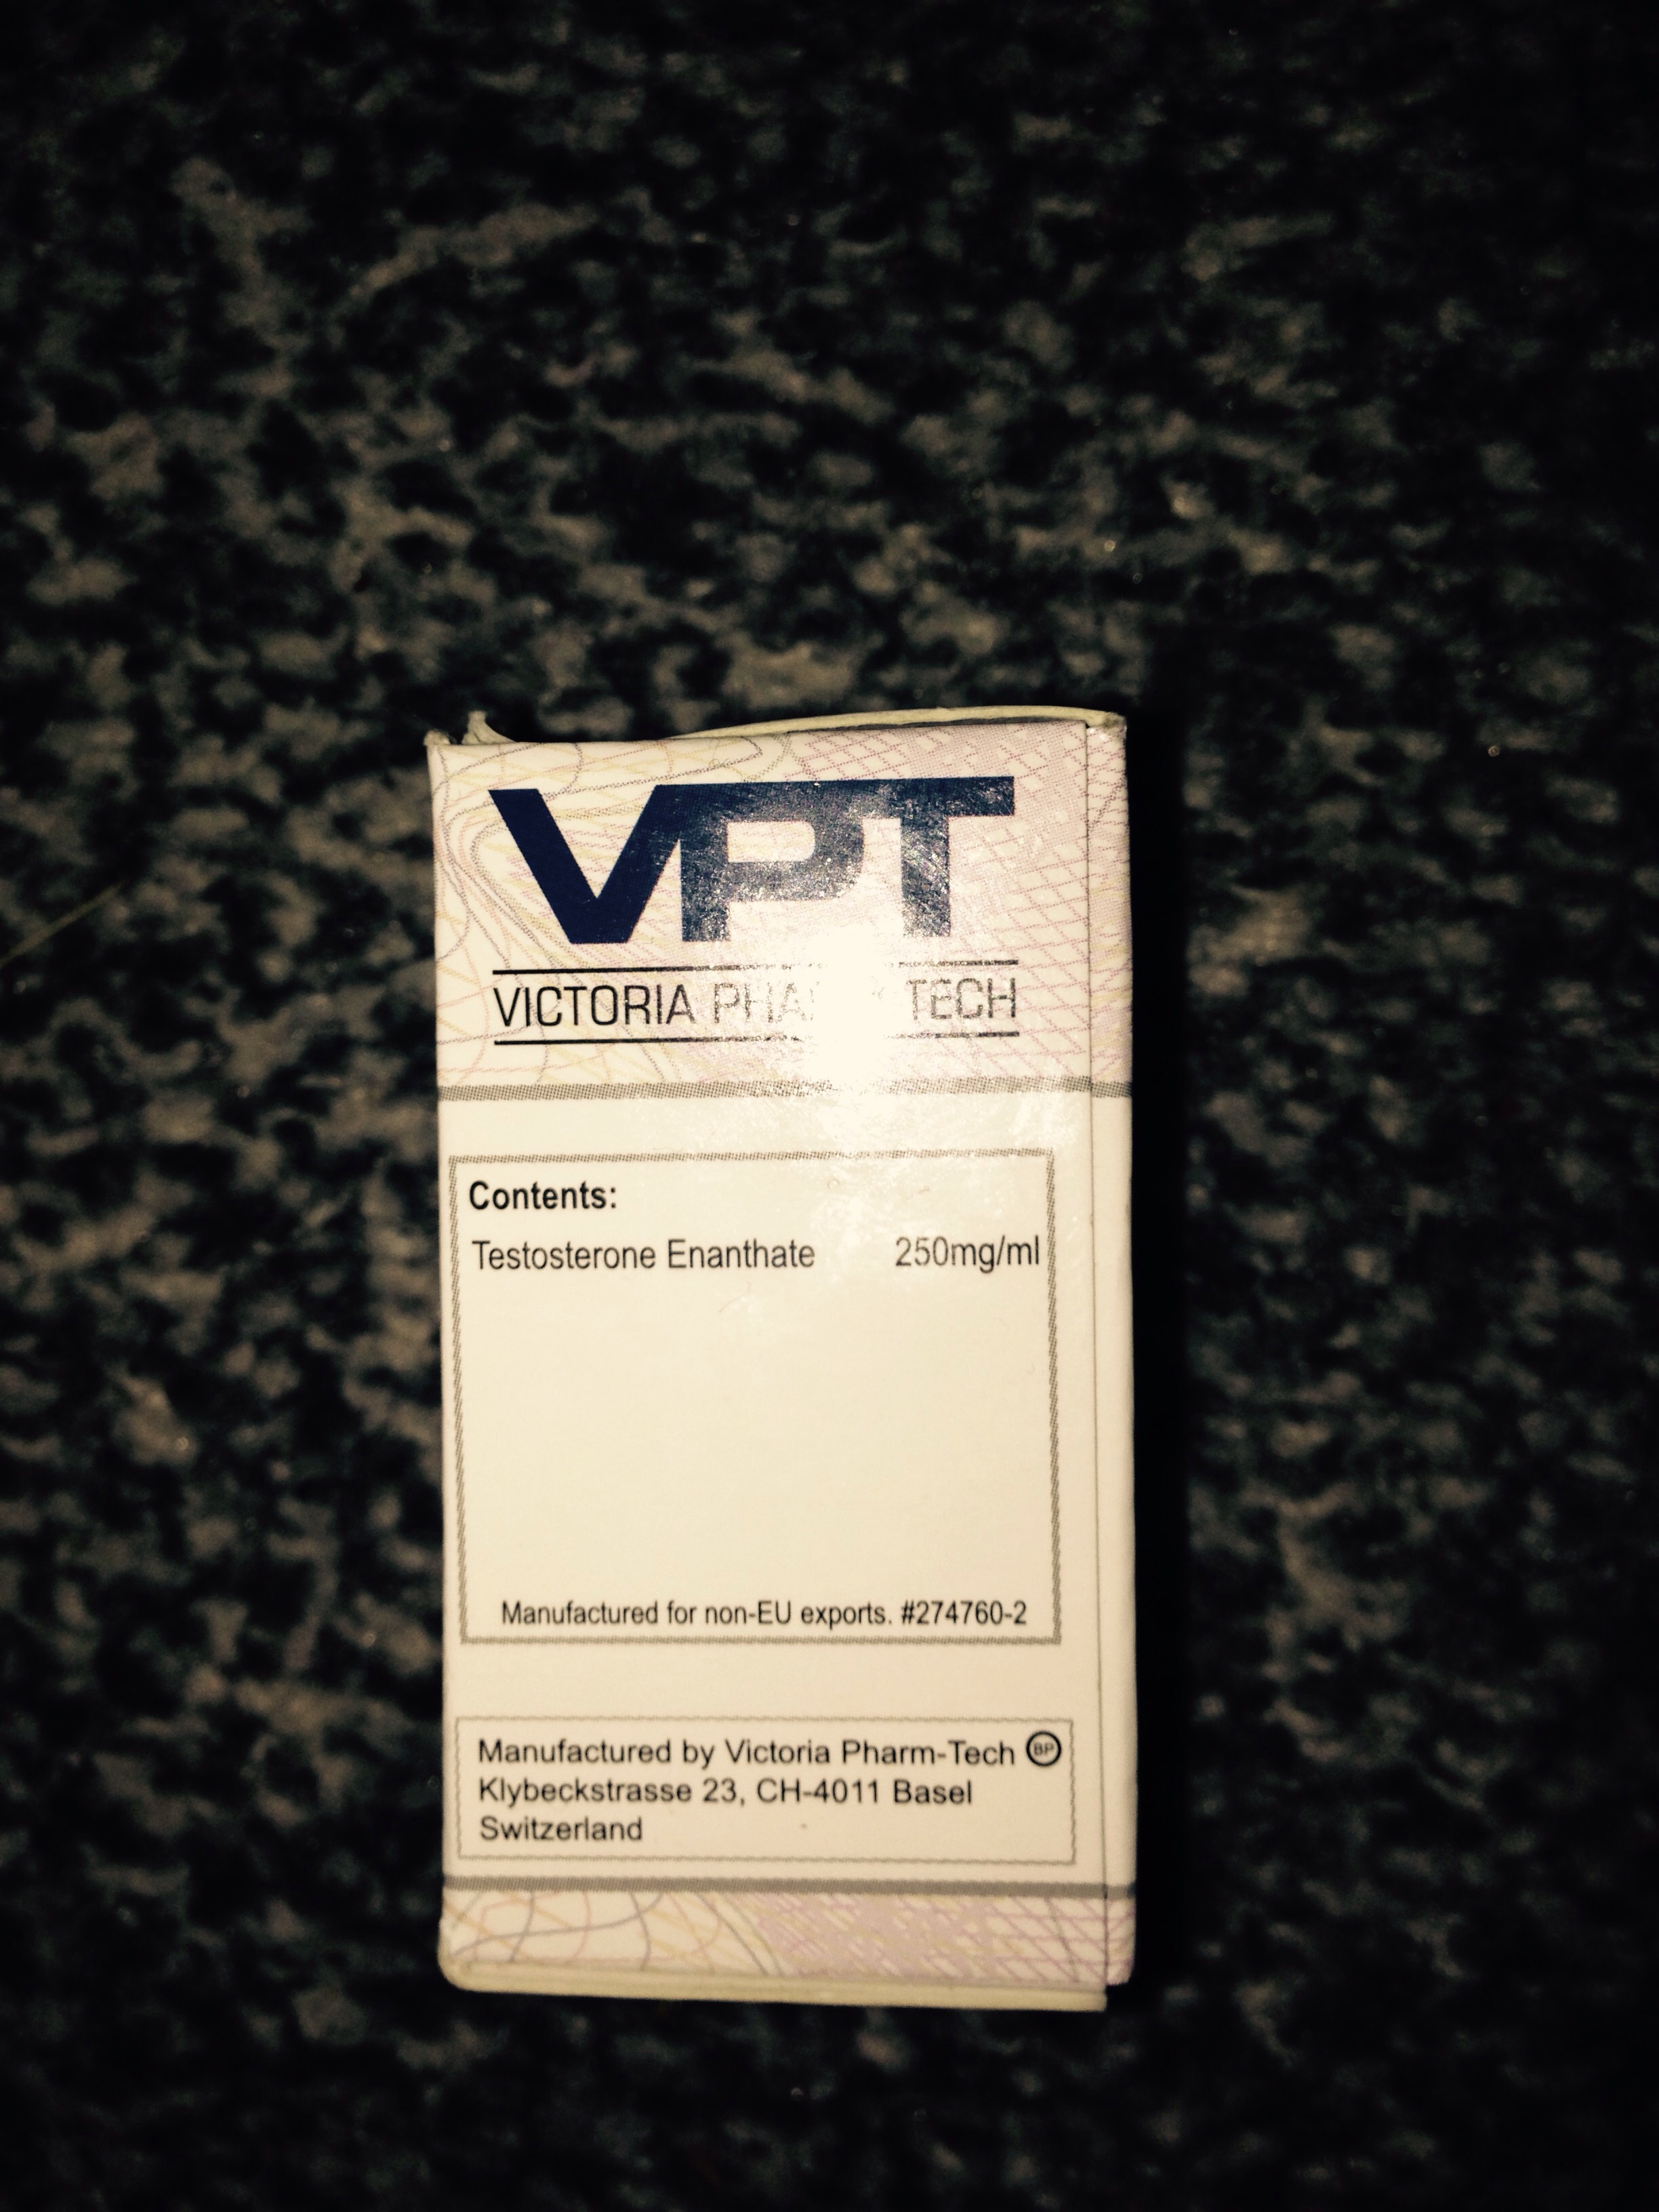 VPT
VICTORIA TECH
Contents:
Testosterone Enanthate 250mg/ml
Manufactured for non-EU exports. #274760-2
Manufactured by Victoria Pharm-Tech BP
Klybeckstrasse 23, CH-4011 Basel
Switzerland